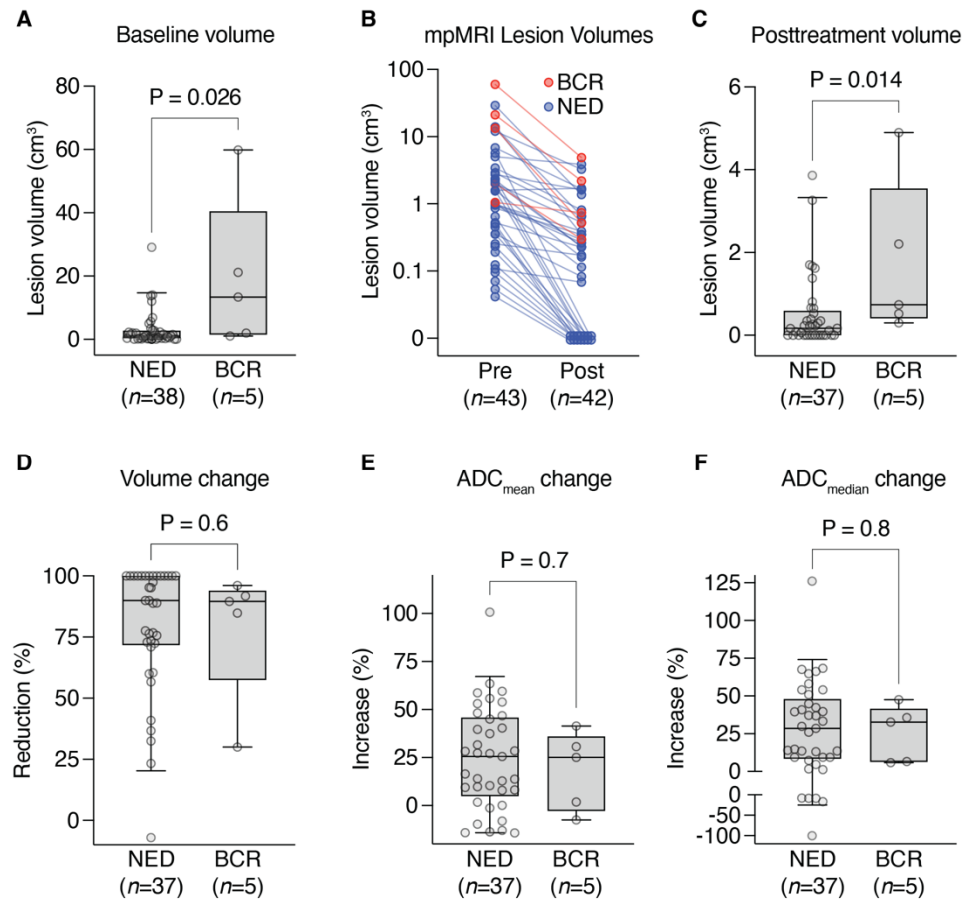 A
Baseline volume
P = 0.026
Lesion volume (cm³)
80
60
40
20
0
NED
(n=38)
BCR
(n=5)
B
mpMRI Lesion Volumes
BCR
NED
Lesion volume (cm³)
100
10
1
0.1
0
Pre
(n=43)
Post
(n=42)
C
Posttreatment volume
P = 0.014
Lesion volume (cm³)
6
4
2
0
NED
(n=37)
BCR
(n=5)
D
Volume change
P = 0.6
Reduction (%)
100
75
50
25
0
NED
(n=37)
BCR
(n=5)
E
ADCmean change
P = 0.7
Increase (%)
100
75
50
25
0
NED
(n=37)
BCR
(n=5)
F
ADCmedian change
P = 0.8
Increase (%)
125
100
75
50
25
0
0
-50
-100
NED
(n=37)
BCR
(n=5)